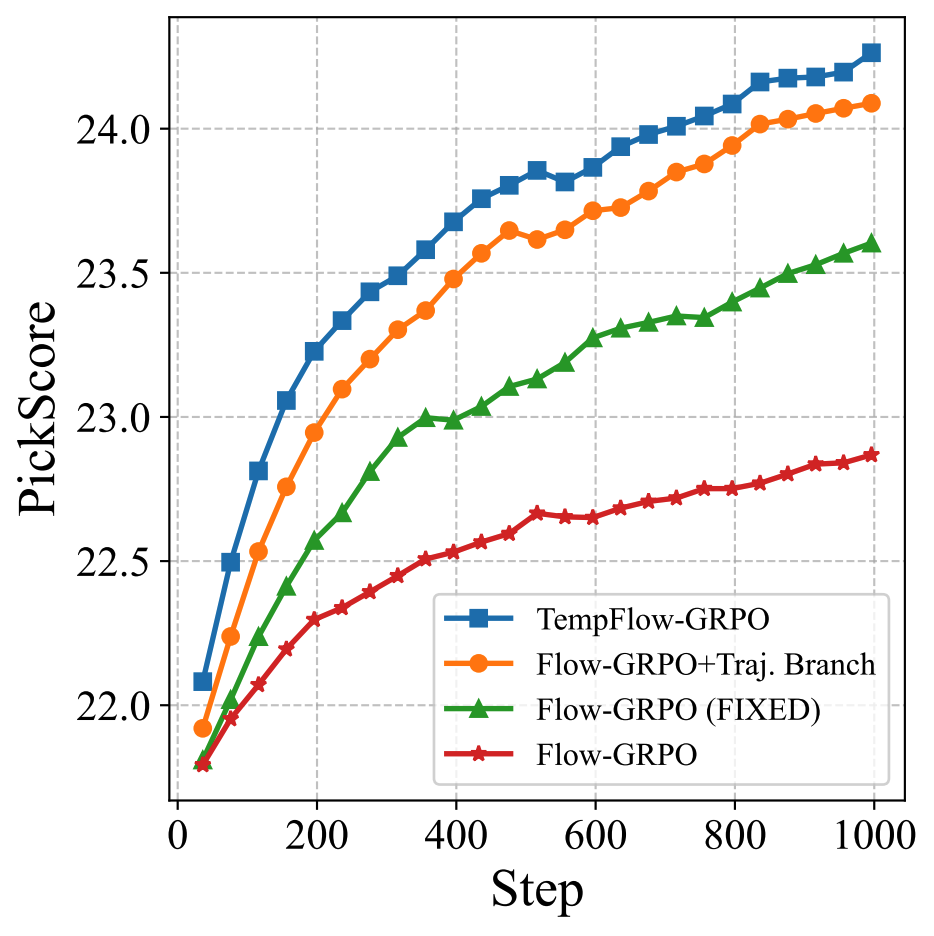 24.0
23.5
23.0
22.5
22.0
PickScore
TempFlow-GRPO
Flow-GRPO+Traj. Branch
Flow-GRPO (FIXED)
Flow-GRPO
0 200 400 600 800 1000
Step